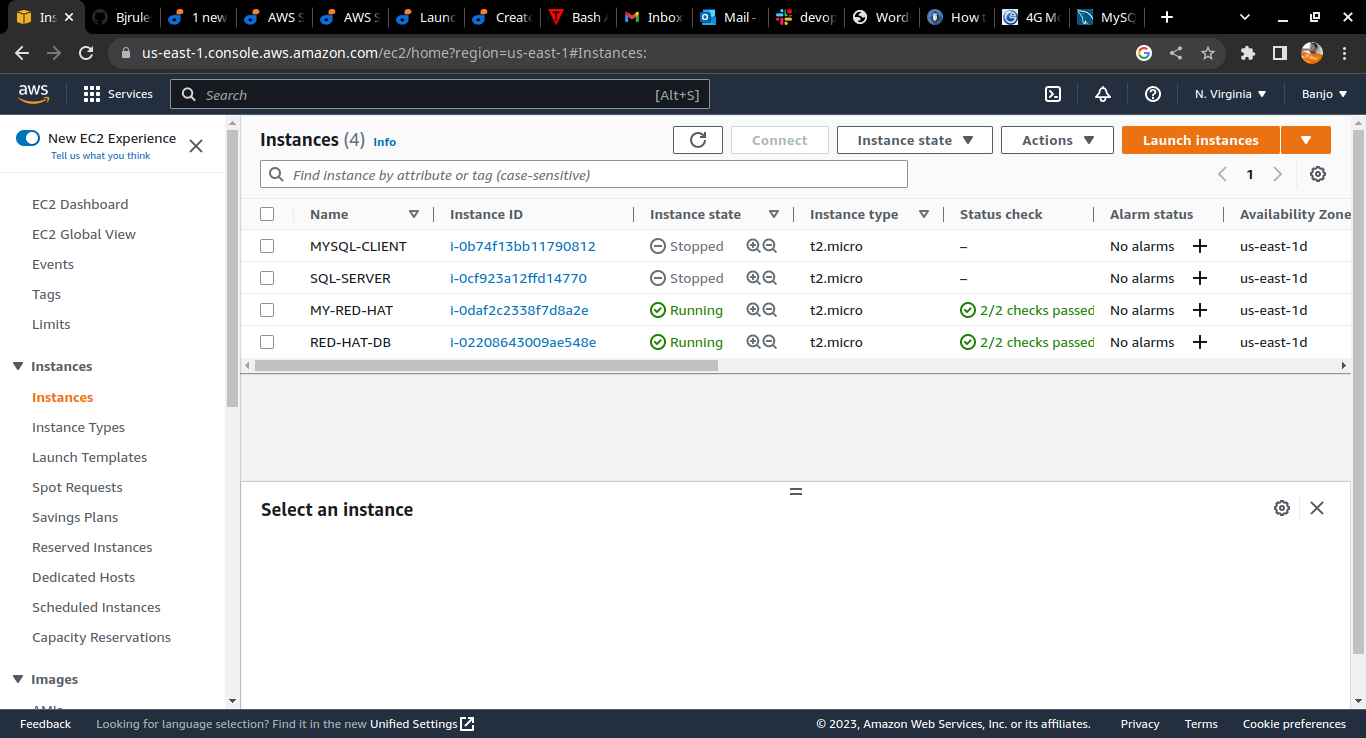 Ins
Bjrule
1 new
AWS S
AWS S
Launc
Create
Bash
Inbox
Mail -
devop
Word
How t
4G Mo
MySQ
us-east-1.console.aws.amazon.com/ec2/home?region=us-east-1#Instances:
aws
Services
Search
[Alt+S]
N. Virginia
Banjo
New EC2 Experience
Tell us what you think
EC2 Dashboard
EC2 Global View
Events
Tags
Limits
Instances
Instances
Instance Types
Launch Templates
Spot Requests
Savings Plans
Reserved Instances
Dedicated Hosts
Scheduled Instances
Capacity Reservations
Images
AMIs
Instances (4) Info
Connect
Instance state
Actions
Launch instances
Find instance by attribute or tag (case-sensitive)
1
Name Instance ID Instance state Instance type Status check Alarm status Availability Zone
MYSQL-CLIENT i-0b74f13bb11790812 Stopped t2.micro – No alarms + us-east-1d
SQL-SERVER i-0cf923a12ffd14770 Stopped t2.micro – No alarms + us-east-1d
MY-RED-HAT i-0daf2c2338f7d8a2e Running t2.micro 2/2 checks passed No alarms + us-east-1d
RED-HAT-DB i-02208643009ae548e Running t2.micro 2/2 checks passed No alarms + us-east-1d
Select an instance
Feedback Looking for language selection? Find it in the new Unified Settings © 2023, Amazon Web Services, Inc. or its affiliates. Privacy Terms Cookie preferences